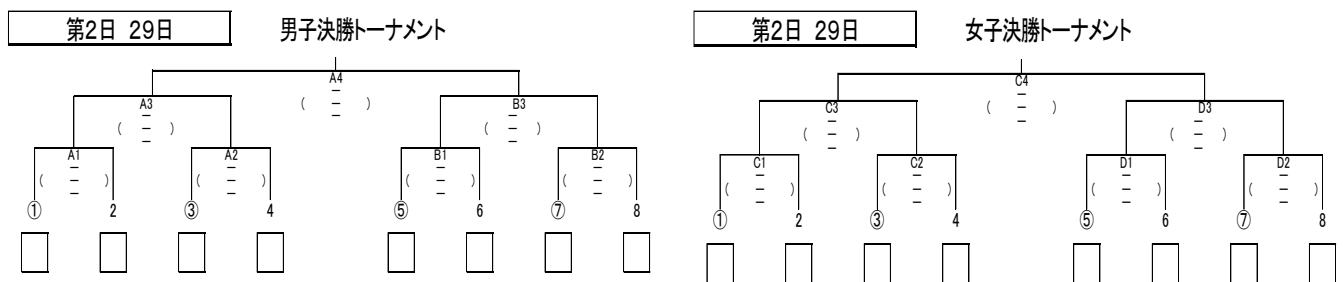 第2日 29日 男子決勝トーナメント
A4
( － )
－
－
A3 B3
( － ) ( － )
－ －
－ －
A1 A2 B1 B2
－ － － －
( － ) ( － ) ( － ) ( － )
－ － － －
① 2 ③ 4 ⑤ 6 ⑦ 8
第2日 29日 女子決勝トーナメント
C4
－
( － )
－
C3 D3
－ －
( － ) ( － )
－ －
C1 C2 D1 D2
－ － － －
( － ) ( － ) ( － ) ( － )
－ － － －
① 2 ③ 4 ⑤ 6 ⑦ 8